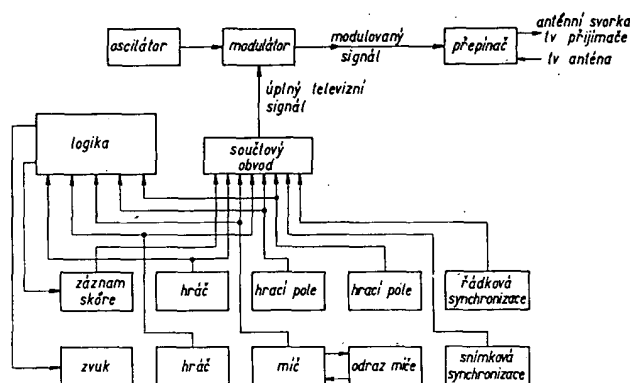 anténní svorka
tv přijímače
tv anténa
oscilátor
modulátor
modulovaný
signál
přepínač
úplný televizní
signál
logika
součtový
obvod
záznam
skóre
hráč
hrací pole
hrací pole
řádková
synchronizace
zvuk
hráč
míč
odraz míče
snímková
synchronizace